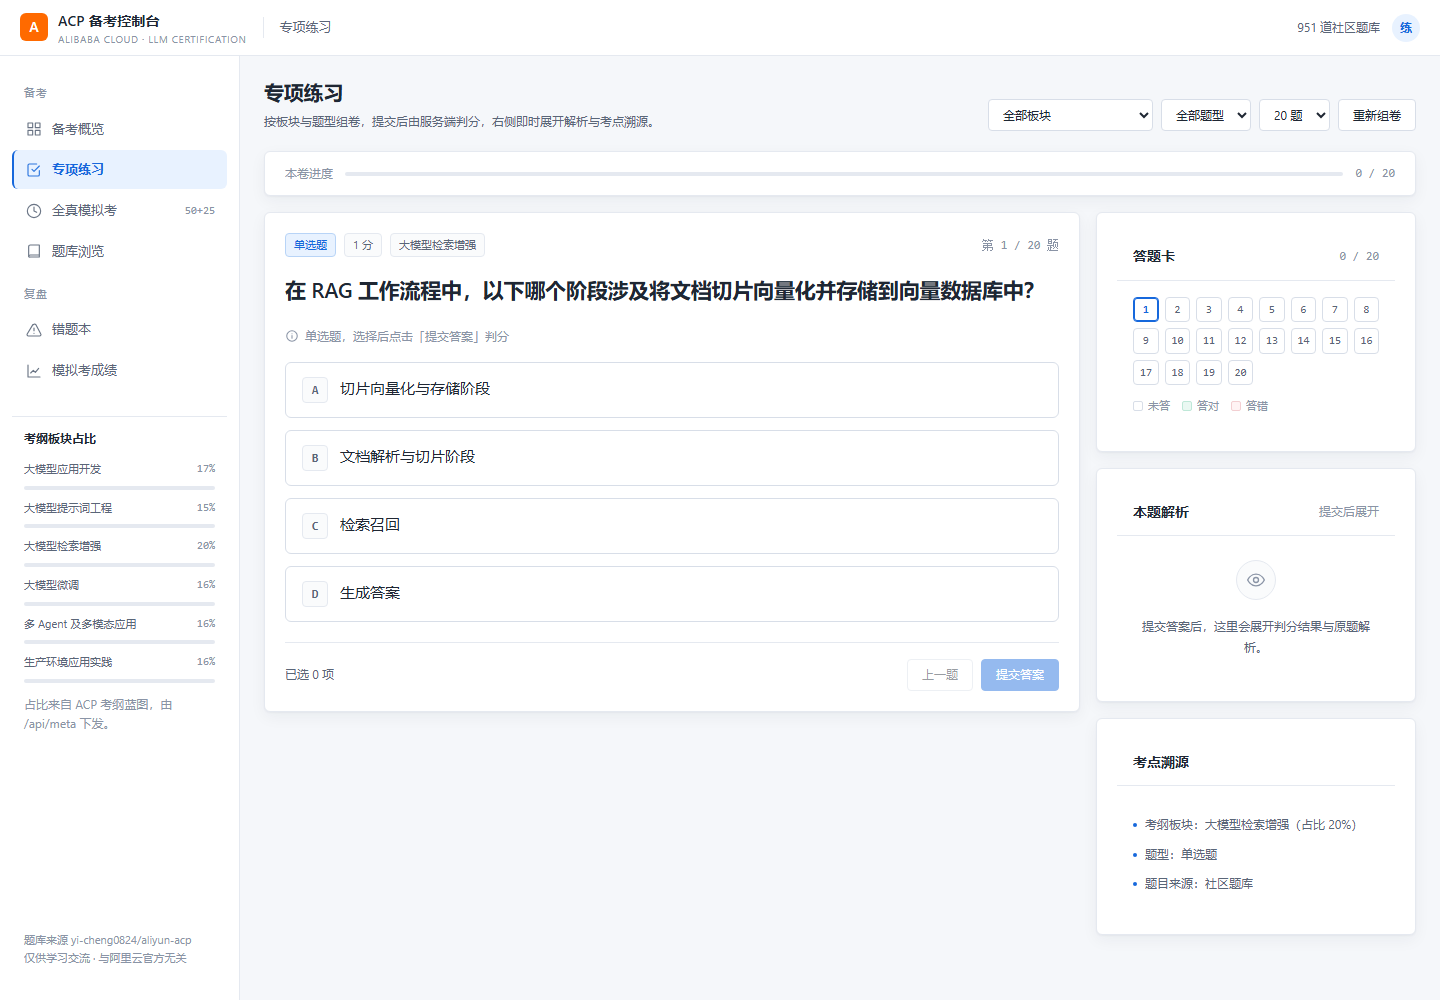 A
ACP 备考控制台
ALIBABA CLOUD · LLM CERTIFICATION
专项练习
951 道社区题库
练
备考
备考概览
专项练习
全真模拟考 50+25
题库浏览
复盘
错题本
模拟考成绩
考纲板块占比
大模型应用开发 17%
大模型提示词工程 15%
大模型检索增强 20%
大模型微调 16%
多 Agent 及多模态应用 16%
生产环境应用实践 16%
占比来自 ACP 考纲蓝图，由
/api/meta 下发。
题库来源 yi-cheng0824/aliyun-acp
仅供学习交流 · 与阿里云官方无关
专项练习
按板块与题型组卷，提交后由服务端判分，右侧即时展开解析与考点溯源。
全部板块 全部题型 20 题 重新组卷
本卷进度 0 / 20
单选题 1 分 大模型检索增强 第 1 / 20 题
在 RAG 工作流程中，以下哪个阶段涉及将文档切片向量化并存储到向量数据库中？
单选题，选择后点击「提交答案」判分
A 切片向量化与存储阶段
B 文档解析与切片阶段
C 检索召回
D 生成答案
已选 0 项 上一题 提交答案
答题卡 0 / 20
1 2 3 4 5 6 7 8
9 10 11 12 13 14 15 16
17 18 19 20
未答 答对 答错
本题解析 提交后展开
提交答案后，这里会展开判分结果与原题解
析。
考点溯源
考纲板块：大模型检索增强（占比 20%）
题型：单选题
题目来源：社区题库